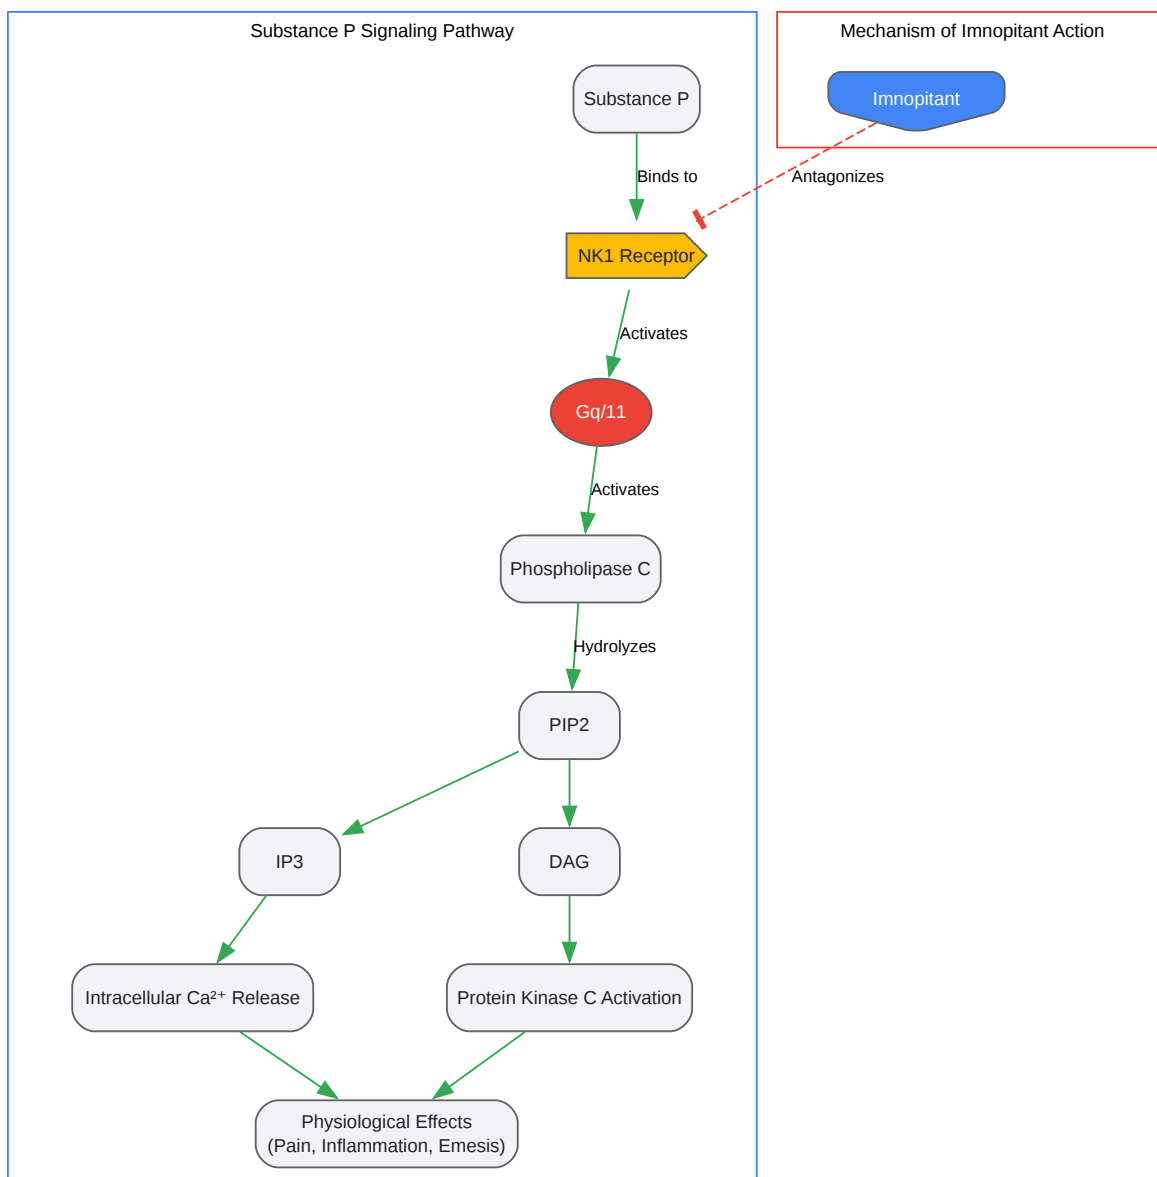 Substance P Signaling Pathway
Mechanism of Imnopitant Action
Substance P
Imnopitant
Binds to
Antagonizes
NK1 Receptor
Activates
Gq/11
Activates
Phospholipase C
Hydrolyzes
PIP2
IP3
DAG
Intracellular Ca²⁺ Release
Protein Kinase C Activation
Physiological Effects
(Pain, Inflammation, Emesis)